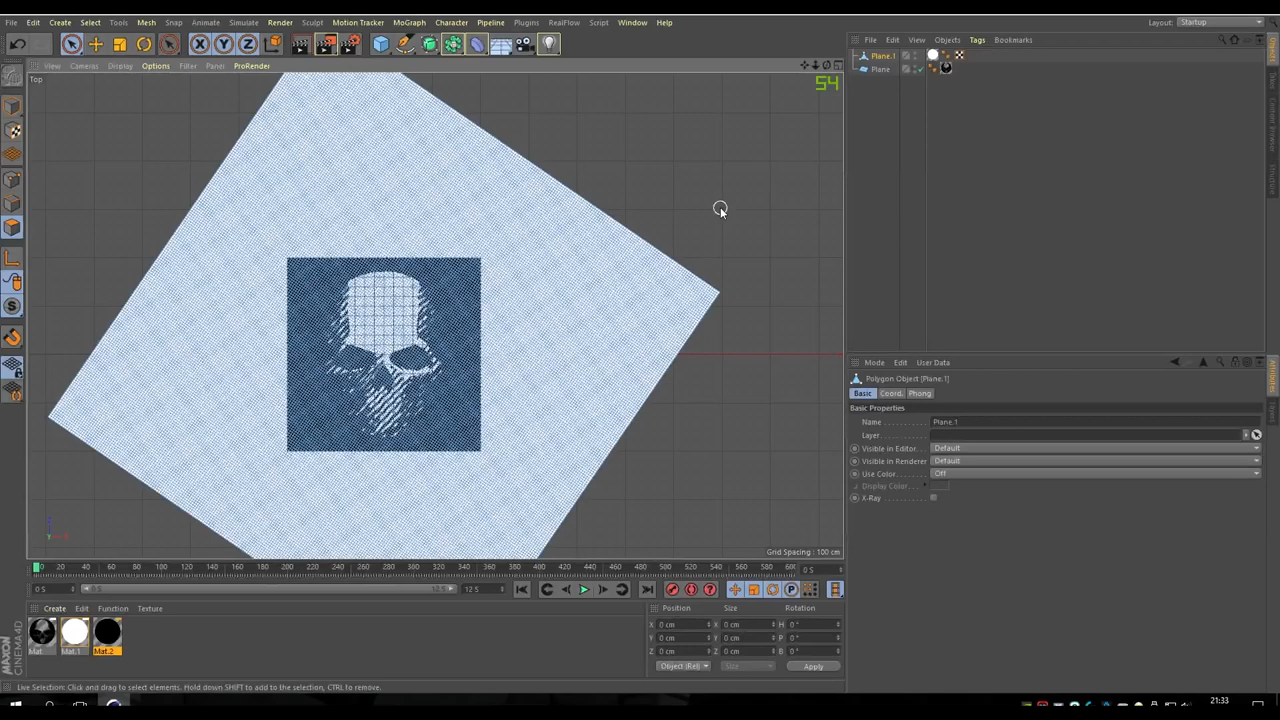 File Edit Create Select Tools Mesh Snap Animate Simulate Render Sculpt Motion Tracker MoGraph Character Pipeline Plugins RealFlow Script Window Help Layout: Startup
File Edit View Objects Tags Bookmarks
View Cameras Display Options Filter Panel ProRender
Plane.1
Plane
Top
54
Grid Spacing : 100 cm
Mode Edit User Data
Polygon Object [Plane.1]
Basic Coord. Phong
Basic Properties
Name Plane.1
Layer
Visible in Editor Default
Visible in Renderer Default
Use Color Off
Display Color
X-Ray
0 20 40 60 80 100 120 140 160 180 200 220 240 260 280 300 320 340 360 380 400 420 440 460 480 500 520 540 560 580 600 0 S
0 S 0 S 12 S 12 S
Create Edit Function Texture
Mat Mat.1 Mat.2
Position Size Rotation
X 0 cm X 0 cm H 0 °
Y 0 cm Y 0 cm P 0 °
Z 0 cm Z 0 cm B 0 °
Object (Rel) Size Apply
MAXON CINEMA4D
Objects
Attributes
Live Selection: Click and drag to select elements. Hold down SHIFT to add to the selection, CTRL to remove.
21:33